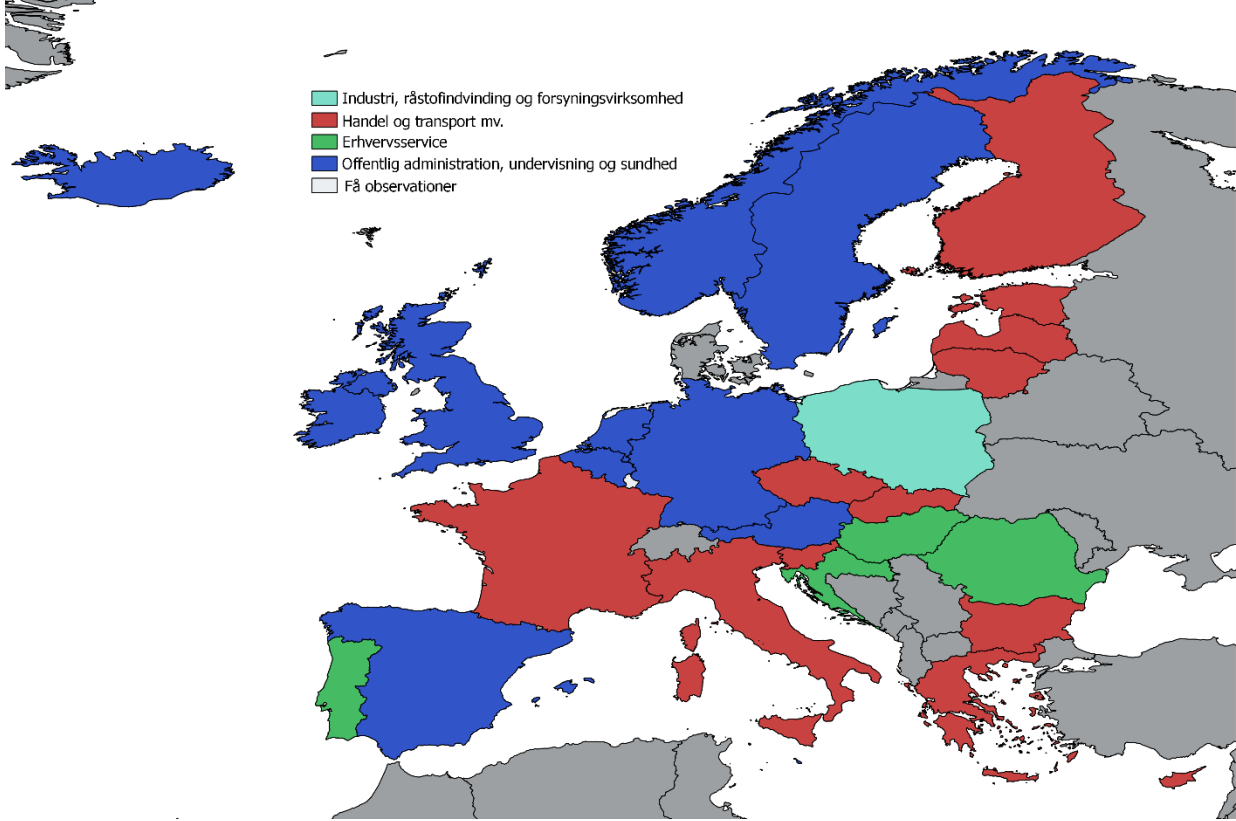 Industri, råstofindvinding og forsyningsvirksomhed
Handel og transport mv.
Erhvervsservice
Offentlig administration, undervisning og sundhed
Få observationer